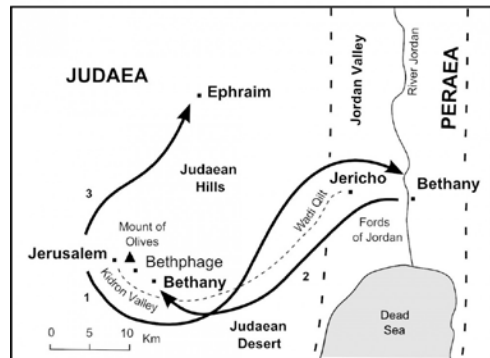 JUDAEA
Ephraim
3
Judaean
Hills
Mount of
Olives
Jerusalem
Bethphage
Bethany
Kidron Valley
1
0 5 10
Km
Judaean
Desert
2
Wadi Qilt
Jordan Valley
River Jordan
PERAEA
Jericho
Bethany
Fords
of Jordan
Dead
Sea